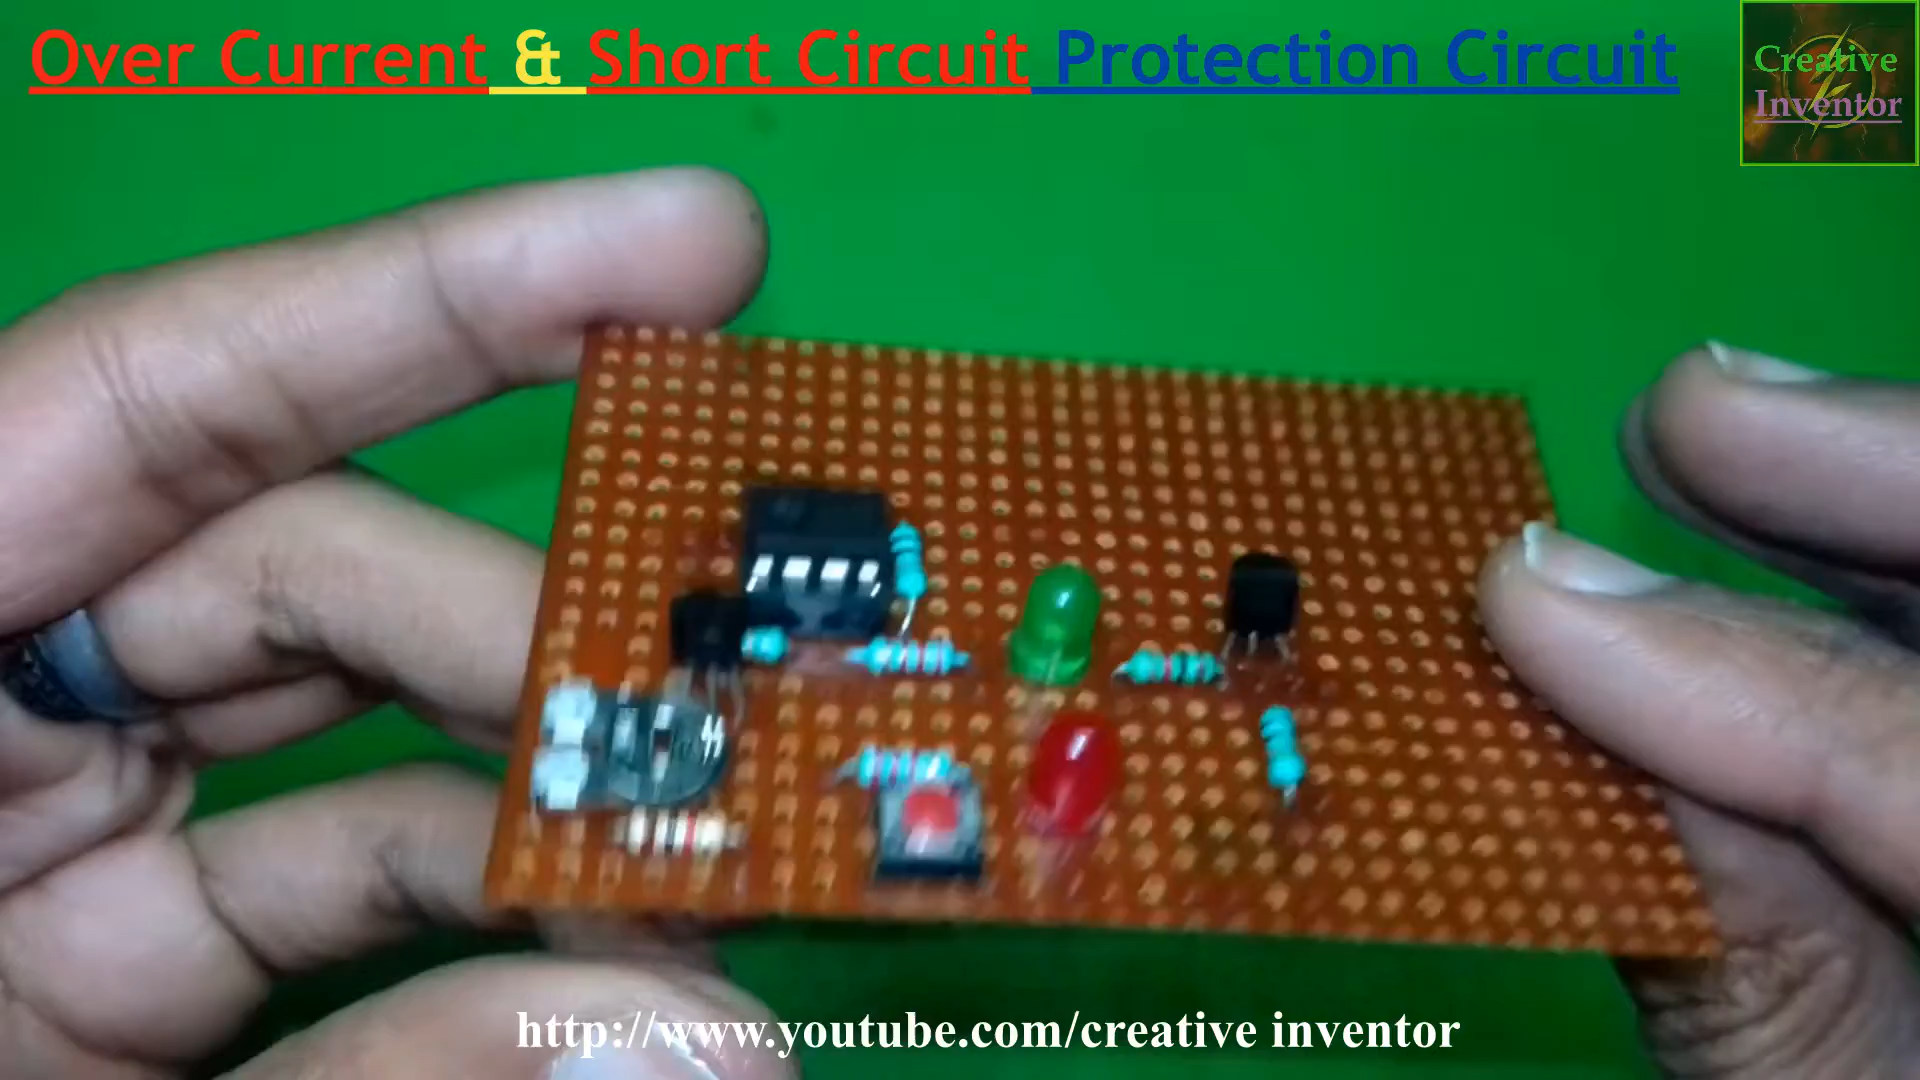 Over Current & Short Circuit Protection Circuit
Creative
Inventor
http://www.youtube.com/creative inventor